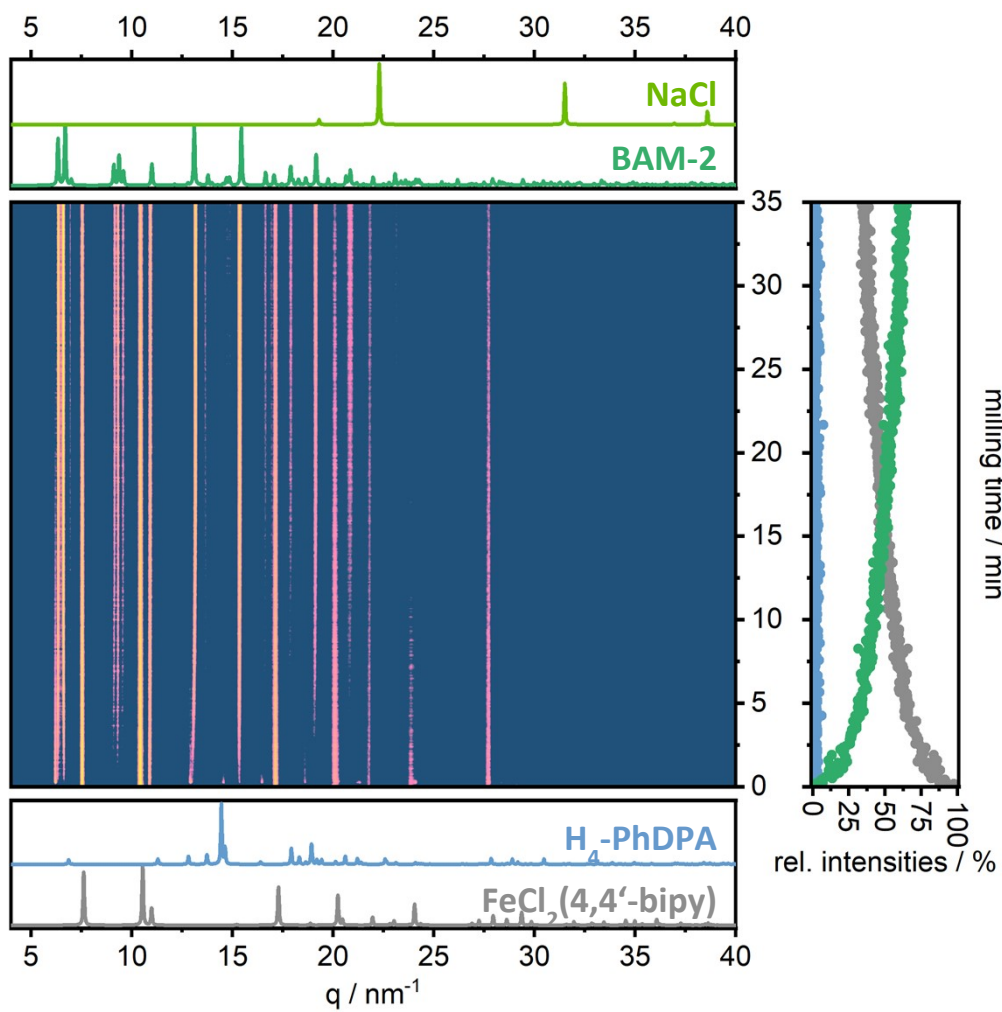 5 10 15 20 25 30 35 40
NaCl
BAM-2
35
30
25
20
15
10
5
0
milling time / min
0 25 50 75 100
rel. intensities / %
H₄-PhDPA
FeCl₂(4,4‘-bipy)
5 10 15 20 25 30 35 40
q / nm⁻¹